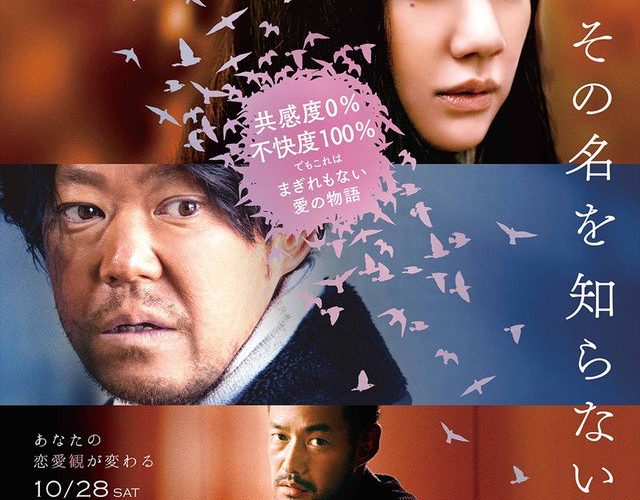 その名を知らない
共感度0%
不快度100%
でもこれは
まぎれもない
愛の物語
あなたの
恋愛観が変わる
10/28 SAT